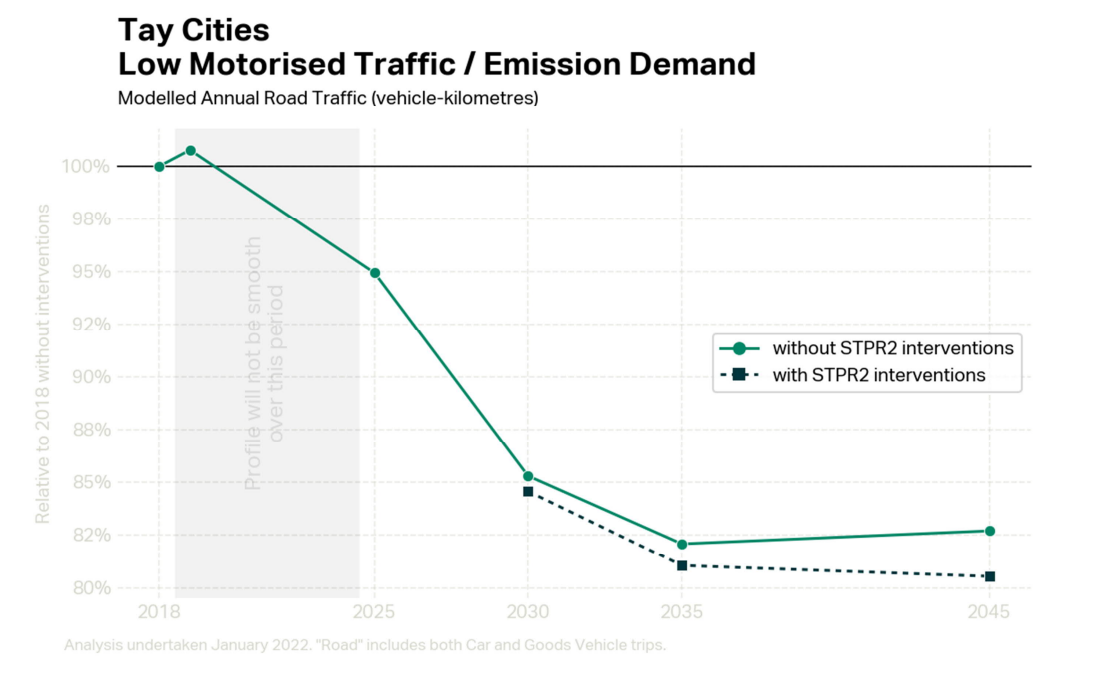 Tay Cities
Low Motorised Traffic / Emission Demand
Modelled Annual Road Traffic (vehicle-kilometres)
Relative to 2018 without interventions
100%
98%
95%
92%
90%
88%
85%
82%
80%
Profile will not be smooth
over this period
without STPR2 interventions
with STPR2 interventions
2018 2025 2030 2035 2045
Analysis undertaken January 2022. "Road" includes both Car and Goods Vehicle trips.